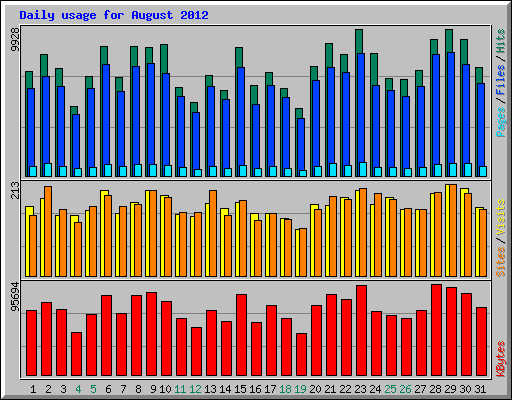 Daily usage for August 2012
9928
Pages / Files / Hits
213
Sites / Visits
95694
KBytes
1 2 3 4 5 6 7 8 9 10 11 12 13 14 15 16 17 18 19 20 21 22 23 24 25 26 27 28 29 30 31